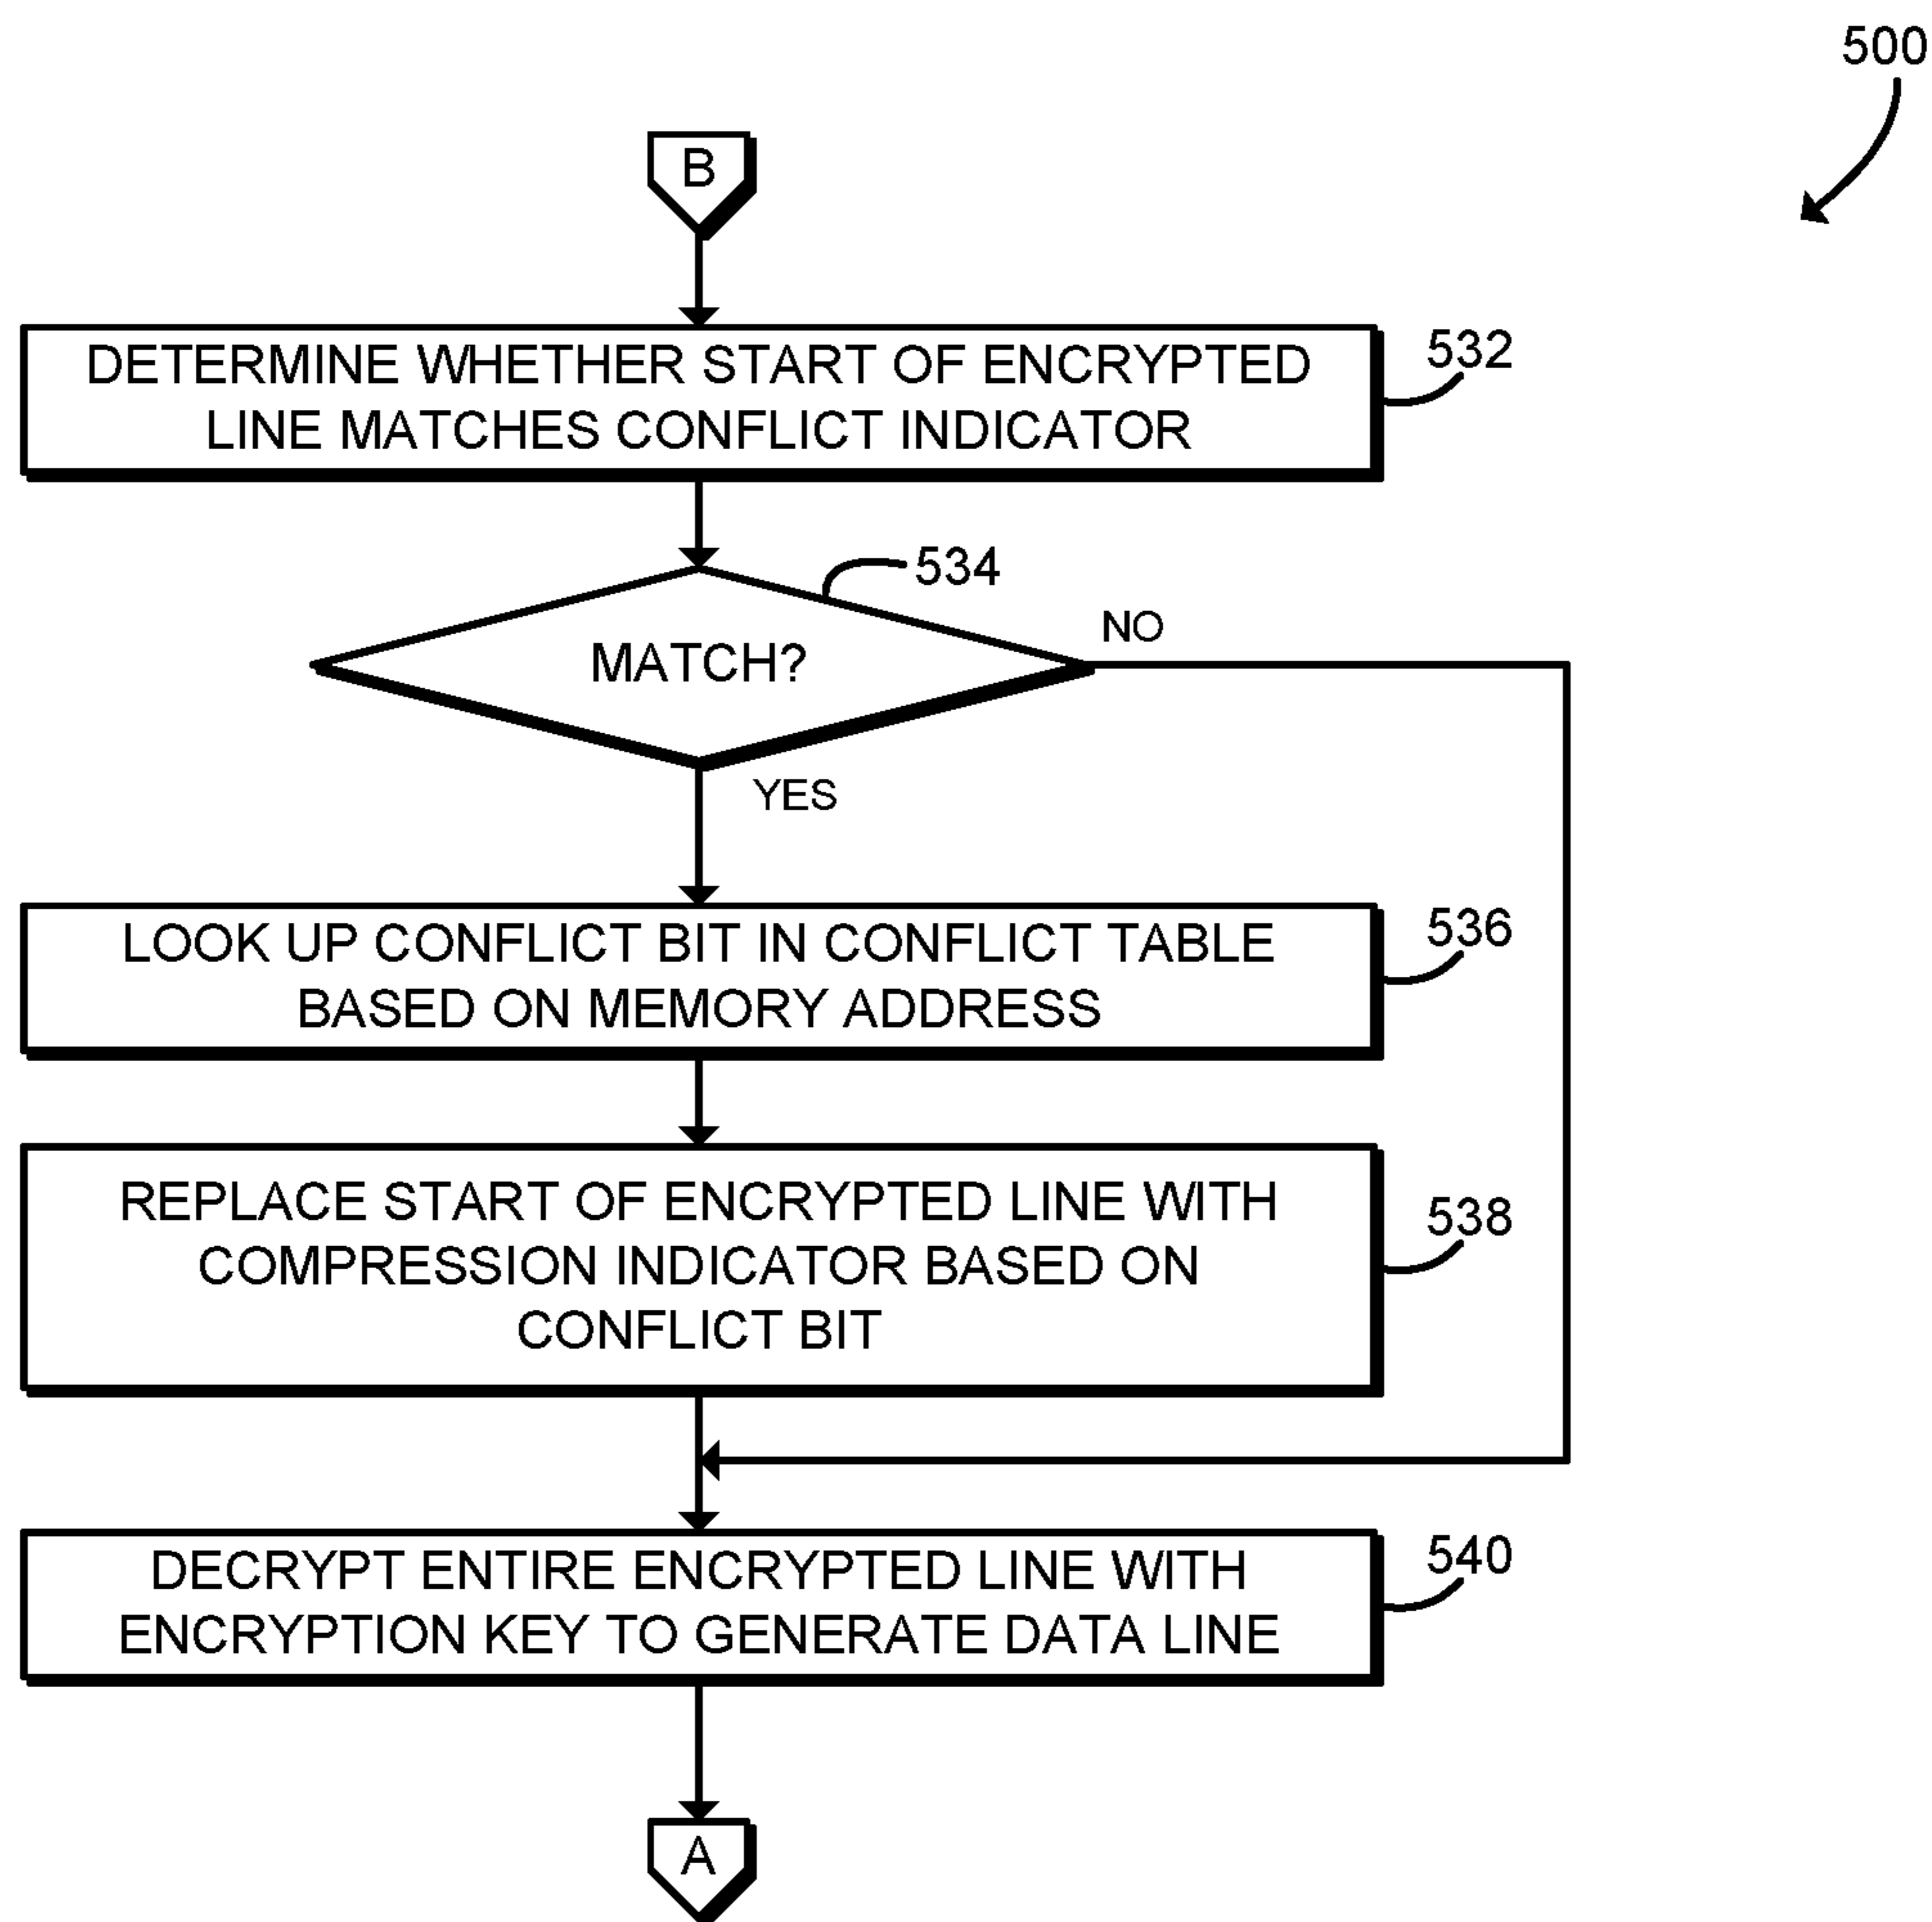 500
B
DETERMINE WHETHER START OF ENCRYPTED
LINE MATCHES CONFLICT INDICATOR
532
534
MATCH?
NO
YES
LOOK UP CONFLICT BIT IN CONFLICT TABLE
BASED ON MEMORY ADDRESS
536
REPLACE START OF ENCRYPTED LINE WITH
COMPRESSION INDICATOR BASED ON
CONFLICT BIT
538
DECRYPT ENTIRE ENCRYPTED LINE WITH
ENCRYPTION KEY TO GENERATE DATA LINE
540
A